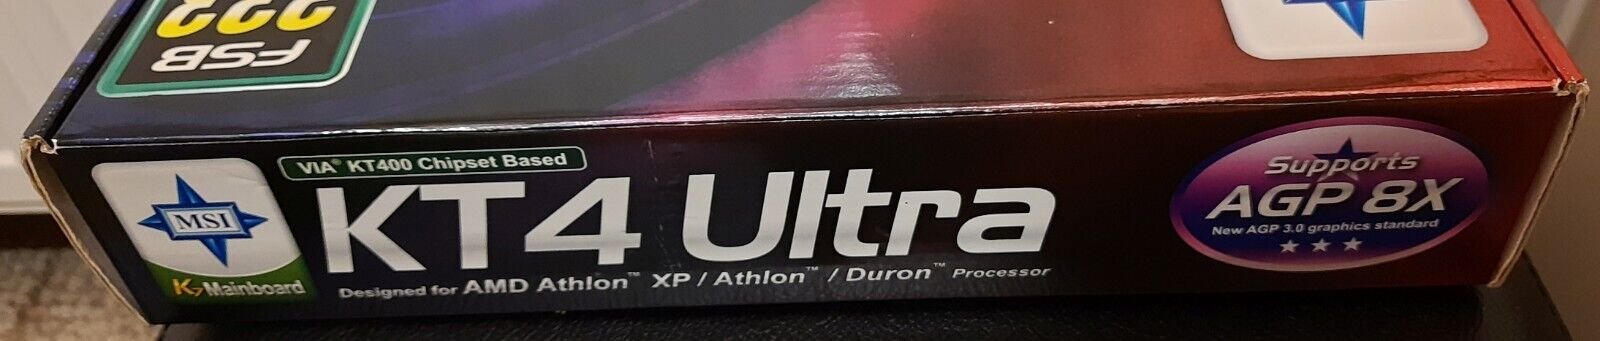 FSB
333
VIA® KT400 Chipset Based
MSI
KT4 Ultra
K7 Mainboard
Designed for AMD Athlon™ XP / Athlon™ / Duron™ Processor
Supports
AGP 8X
New AGP 3.0 graphics standard